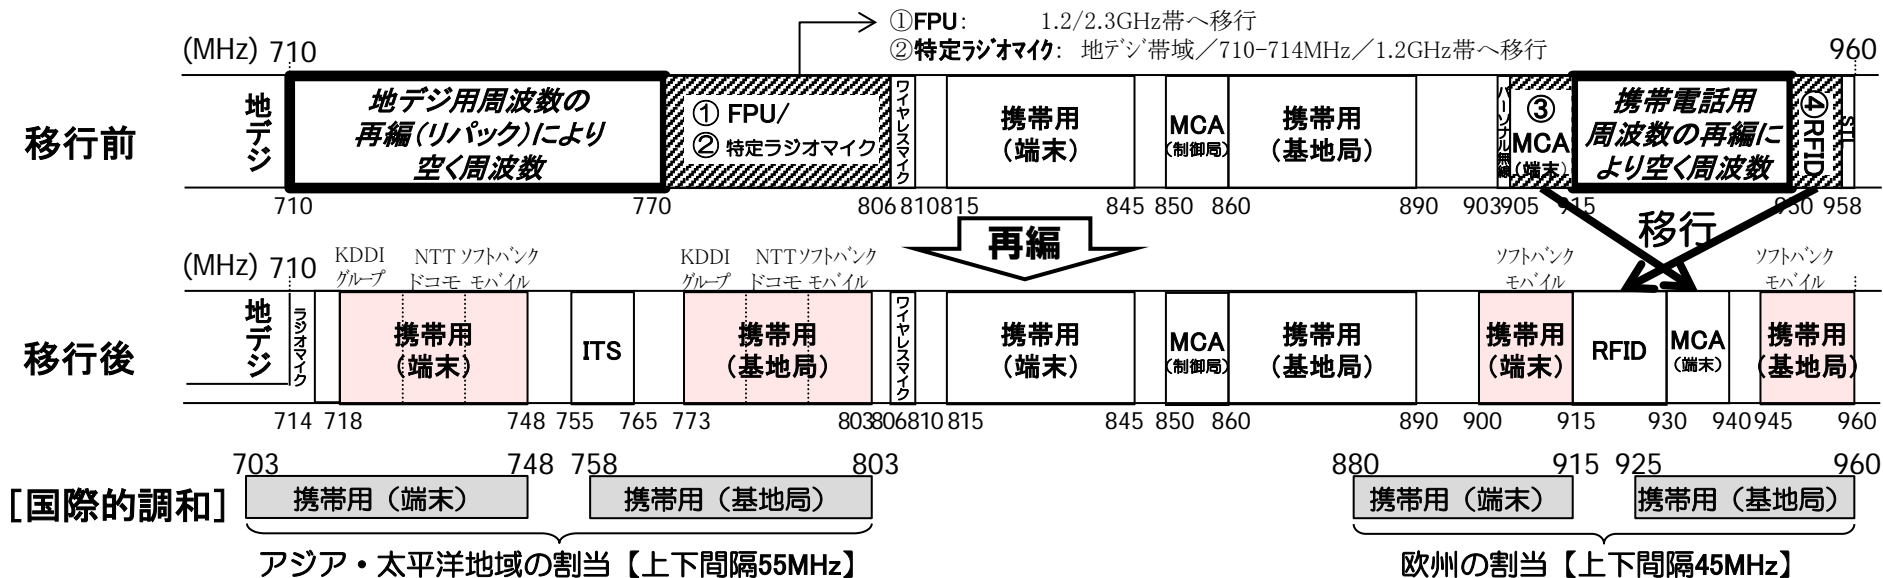 ①FPU: 1.2/2.3GHz帯へ移行
②特定ラジオマイク: 地デジ帯域／710-714MHz／1.2GHz帯へ移行
(MHz) 710 960
移行前
地デジ
地デジ用周波数の
再編(リパック)により
空く周波数
① FPU/
② 特定ラジオマイク
ワイヤレスマイク
携帯用
(端末)
MCA
(制御局)
携帯用
(基地局)
パーソナル無線
③
MCA
(端末)
携帯電話用
周波数の再編に
より空く周波数
④RFID
STL
710 770 806 810 815 845 850 860 890 903 905 915 950 958
再編
移行
(MHz) 710
KDDI
グループ
NTT
ドコモ
ソフトバンク
モバイル
KDDI
グループ
NTT
ドコモ
ソフトバンク
モバイル
ソフトバンク
モバイル
ソフトバンク
モバイル
移行後
地デジ
ラジオマイク
携帯用
(端末)
ITS
携帯用
(基地局)
ワイヤレスマイク
携帯用
(端末)
MCA
(制御局)
携帯用
(基地局)
携帯用
(端末)
RFID
MCA
(端末)
携帯用
(基地局)
714 718 748 755 765 773 803 806 810 815 845 850 860 890 900 915 930 940 945 960
703 748 758 803 880 915 925 960
[国際的調和]
携帯用（端末）
携帯用（基地局）
携帯用（端末）
携帯用（基地局）
アジア・太平洋地域の割当【上下間隔55MHz】
欧州の割当【上下間隔45MHz】